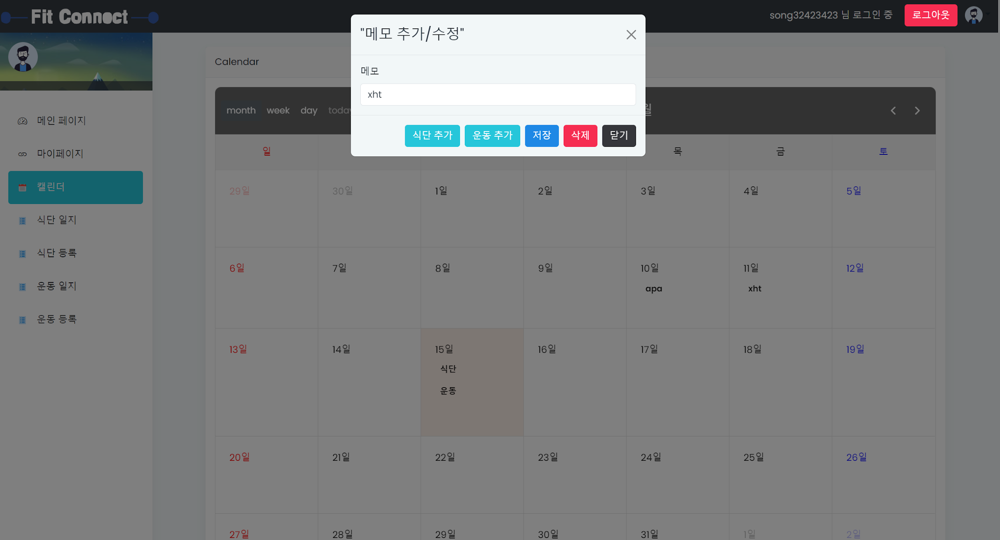 Fit Connect
song32423423 님 로그인 중
로그아웃
"메모 추가/수정"
메모
xht
식단 추가 운동 추가 저장 삭제 닫기
메인 페이지
마이페이지
캘린더
식단 일지
식단 등록
운동 일지
운동 등록
Calendar
month week day today 월
일 목 금 토
29일 30일 1일 2일 3일 4일 5일
6일 7일 8일 9일 10일 11일 12일
apa xht
13일 14일 15일 16일 17일 18일 19일
식단
운동
20일 21일 22일 23일 24일 25일 26일
27일 28일 29일 30일 31일 1일 2일